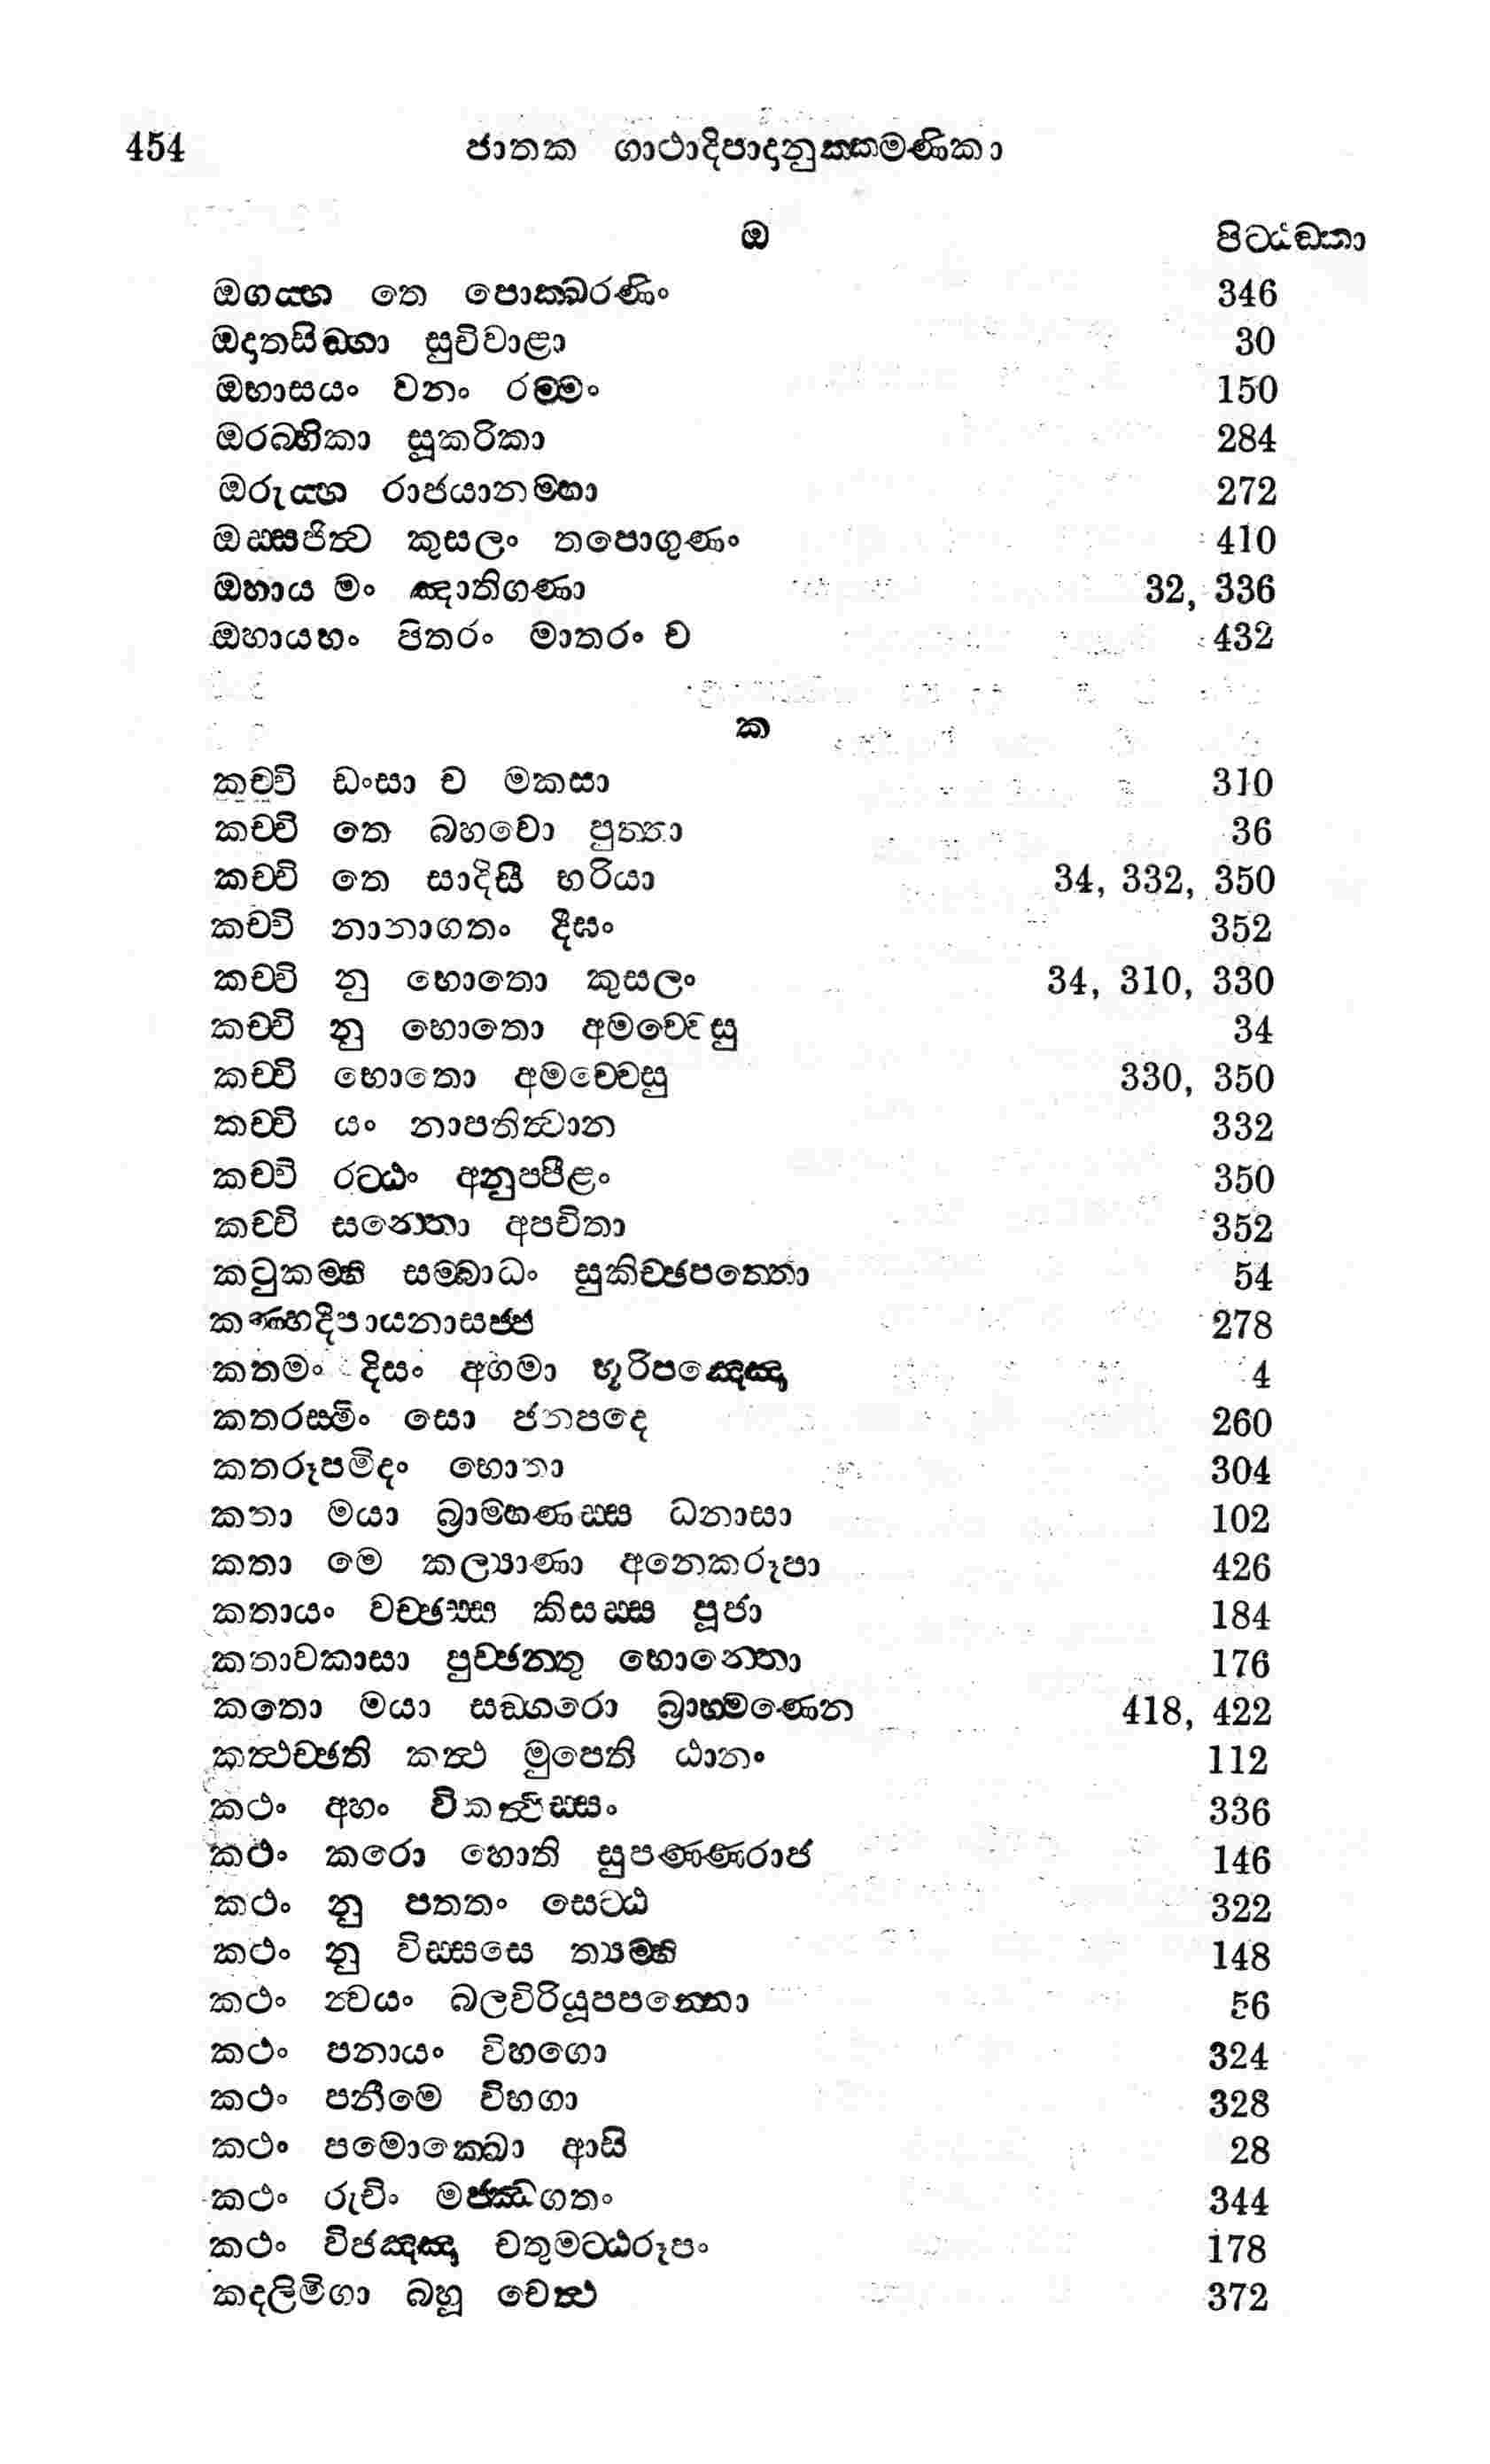 454 ජාතක ගාථාදිපාදානුක්කමණිකා
ඔ පිට්ඨඞ්කා
ඔගය්හ තෙ පොක්ඛරණිං 346
ඔදාතසිඞ්ගා සුචිවාළා 30
ඔභාසයං වනං රම්මං 150
ඔරබ්භිකා සූකරිකා 284
ඔරුය්හ රාජයානම්හා 272
ඔස්සජිත්ව කුසලං තපොගුණං 410
ඔහාය මං ඤාතිගණා 32, 336
ඔහායහං පිතරං මාතරං ච 432
ක
කච්චි ඩංසා ච මකසා 310
කච්චි තෙ බහවො පුත්තා 36
කච්චි තෙ සාදිසී භරියා 34, 332, 350
කච්චි නානාගතං දීඝං 352
කච්චි නු භොතො කුසලං 34, 310, 330
කච්චි නු හොතො අමච්චෙසු 34
කච්චි භොතො අමච්චෙසු 330, 350
කච්චි යං නාපතිත්වාන 332
කච්චි රට්ඨං අනුප්පීළං 350
කච්චි සන්තො අපචිතා 352
කටුකම්හි සම්බාධං සුකිච්ඡපත්තො 54
කණ්හදිපායනාසජ්ජ 278
කතමං දිසං අගමා භූරිපඤ්ඤෙ 4
කතරස්මිං සො ජනපදෙ 260
කතරූපමිදං භොතා 304
කතා මයා බ්‍රාම්හණස්ස ධනාසා 102
කතා මෙ කල්‍යාණා අනෙකරූපා 426
කතායං වච්ඡස්ස කිසස්ස පූජා 184
කතාවකාසා පුච්ඡන්තු භොන්තො 176
කතො මයා සඞ්ගරො බ්‍රාහ්මණෙන 418, 422
කත්ථච්ඡති කත්ථ මුපෙති ඨානං 112
කථං අහං විකත්ථිස්සං 336
කථං කරො හොති සුපණ්ණරාජ 146
කථං නු පතතං සෙට්ඨ 322
කථං නු විස්සසෙ ත්‍යම්හි 148
කථං න්වයං බලවිරියූපපන්නො 56
කථං පනායං විහගො 324
කථං පනීමෙ විහගා 328
කථං පමොක්ඛො ආසි 28
කථං රුචිං මජ්ඣිගතං 344
කථං විජඤ්ඤ චතුමට්ඨරූපං 178
කදලිමිගා බහූ චෙත්ථ 372